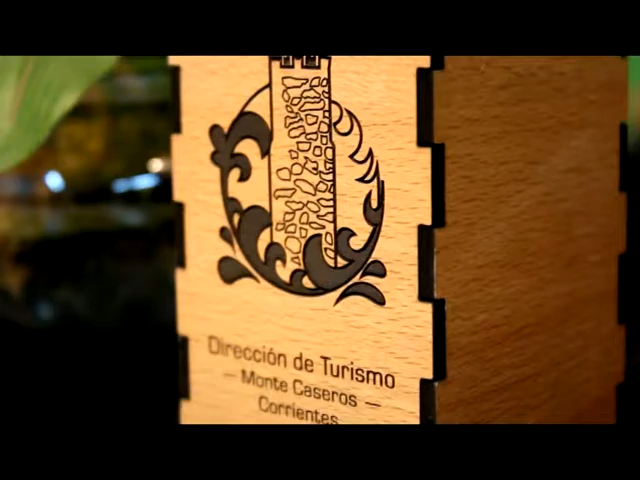 Dirección de Turismo
— Monte Caseros —
Corrientes